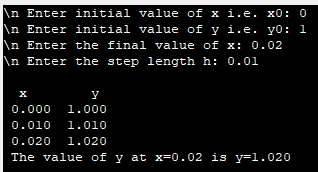 \n Enter initial value of x i.e. x0: 0
\n Enter initial value of y i.e. y0: 1
\n Enter the final value of x: 0.02
\n Enter the step length h: 0.01
x y
0.000 1.000
0.010 1.010
0.020 1.020
The value of y at x=0.02 is y=1.020